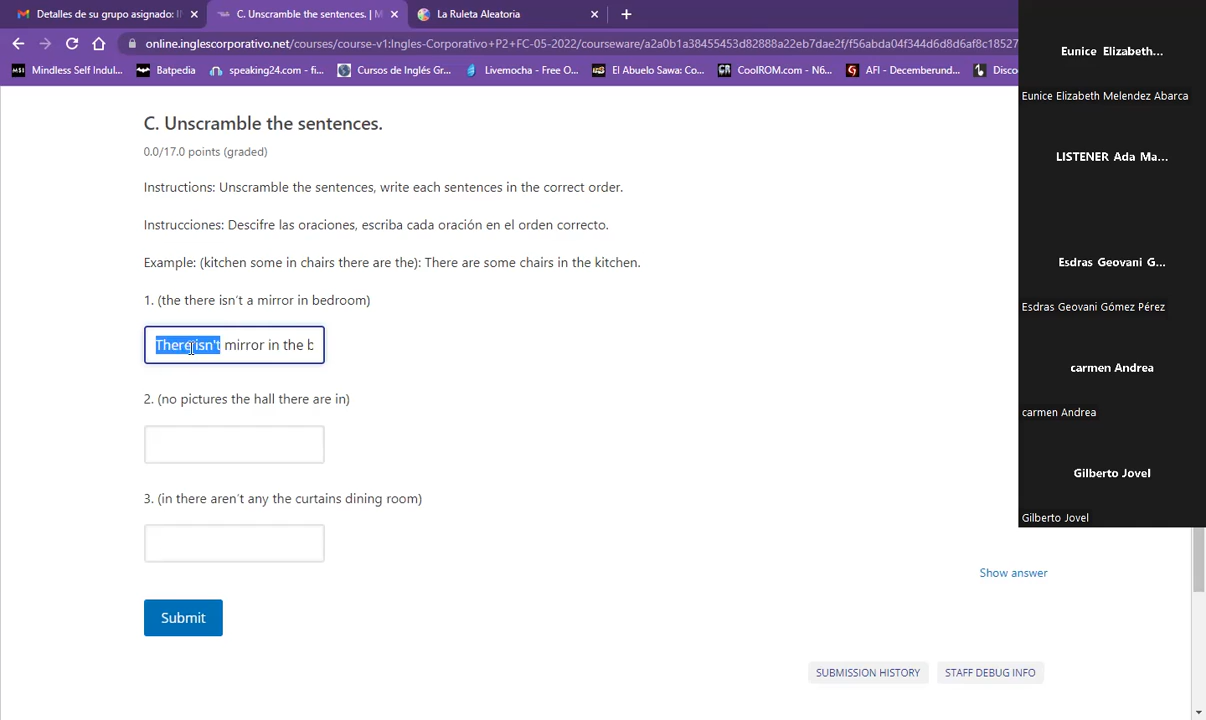 Detalles de su grupo asignado: I
C. Unscramble the sentences. | M
La Ruleta Aleatoria
online.inglescorporativo.net/courses/course-v1:Ingles-Corporativo+P2+FC-05-2022/courseware/a2a0b1a38455453d82888a22eb7dae2f/f56abda04f344d6d8d6af8c18527
Mindless Self Indul...
Batpedia
speaking24.com - fi...
Cursos de Inglés Gr...
Livemocha - Free O...
El Abuelo Sawa: Co...
CoolROM.com - N6...
AFI - Decemberund...
Disco
C. Unscramble the sentences.
0.0/17.0 points (graded)
Instructions: Unscramble the sentences, write each sentences in the correct order.
Instrucciones: Descifre las oraciones, escriba cada oración en el orden correcto.
Example: (kitchen some in chairs there are the): There are some chairs in the kitchen.
1. (the there isn't a mirror in bedroom)
There isn't mirror in the b
2. (no pictures the hall there are in)
3. (in there aren't any the curtains dining room)
Show answer
Submit
SUBMISSION HISTORY
STAFF DEBUG INFO
Eunice Elizabeth...
Eunice Elizabeth Melendez Abarca
LISTENER Ada Ma...
Esdras Geovani G...
Esdras Geovani Gómez Pérez
carmen Andrea
carmen Andrea
Gilberto Jovel
Gilberto Jovel